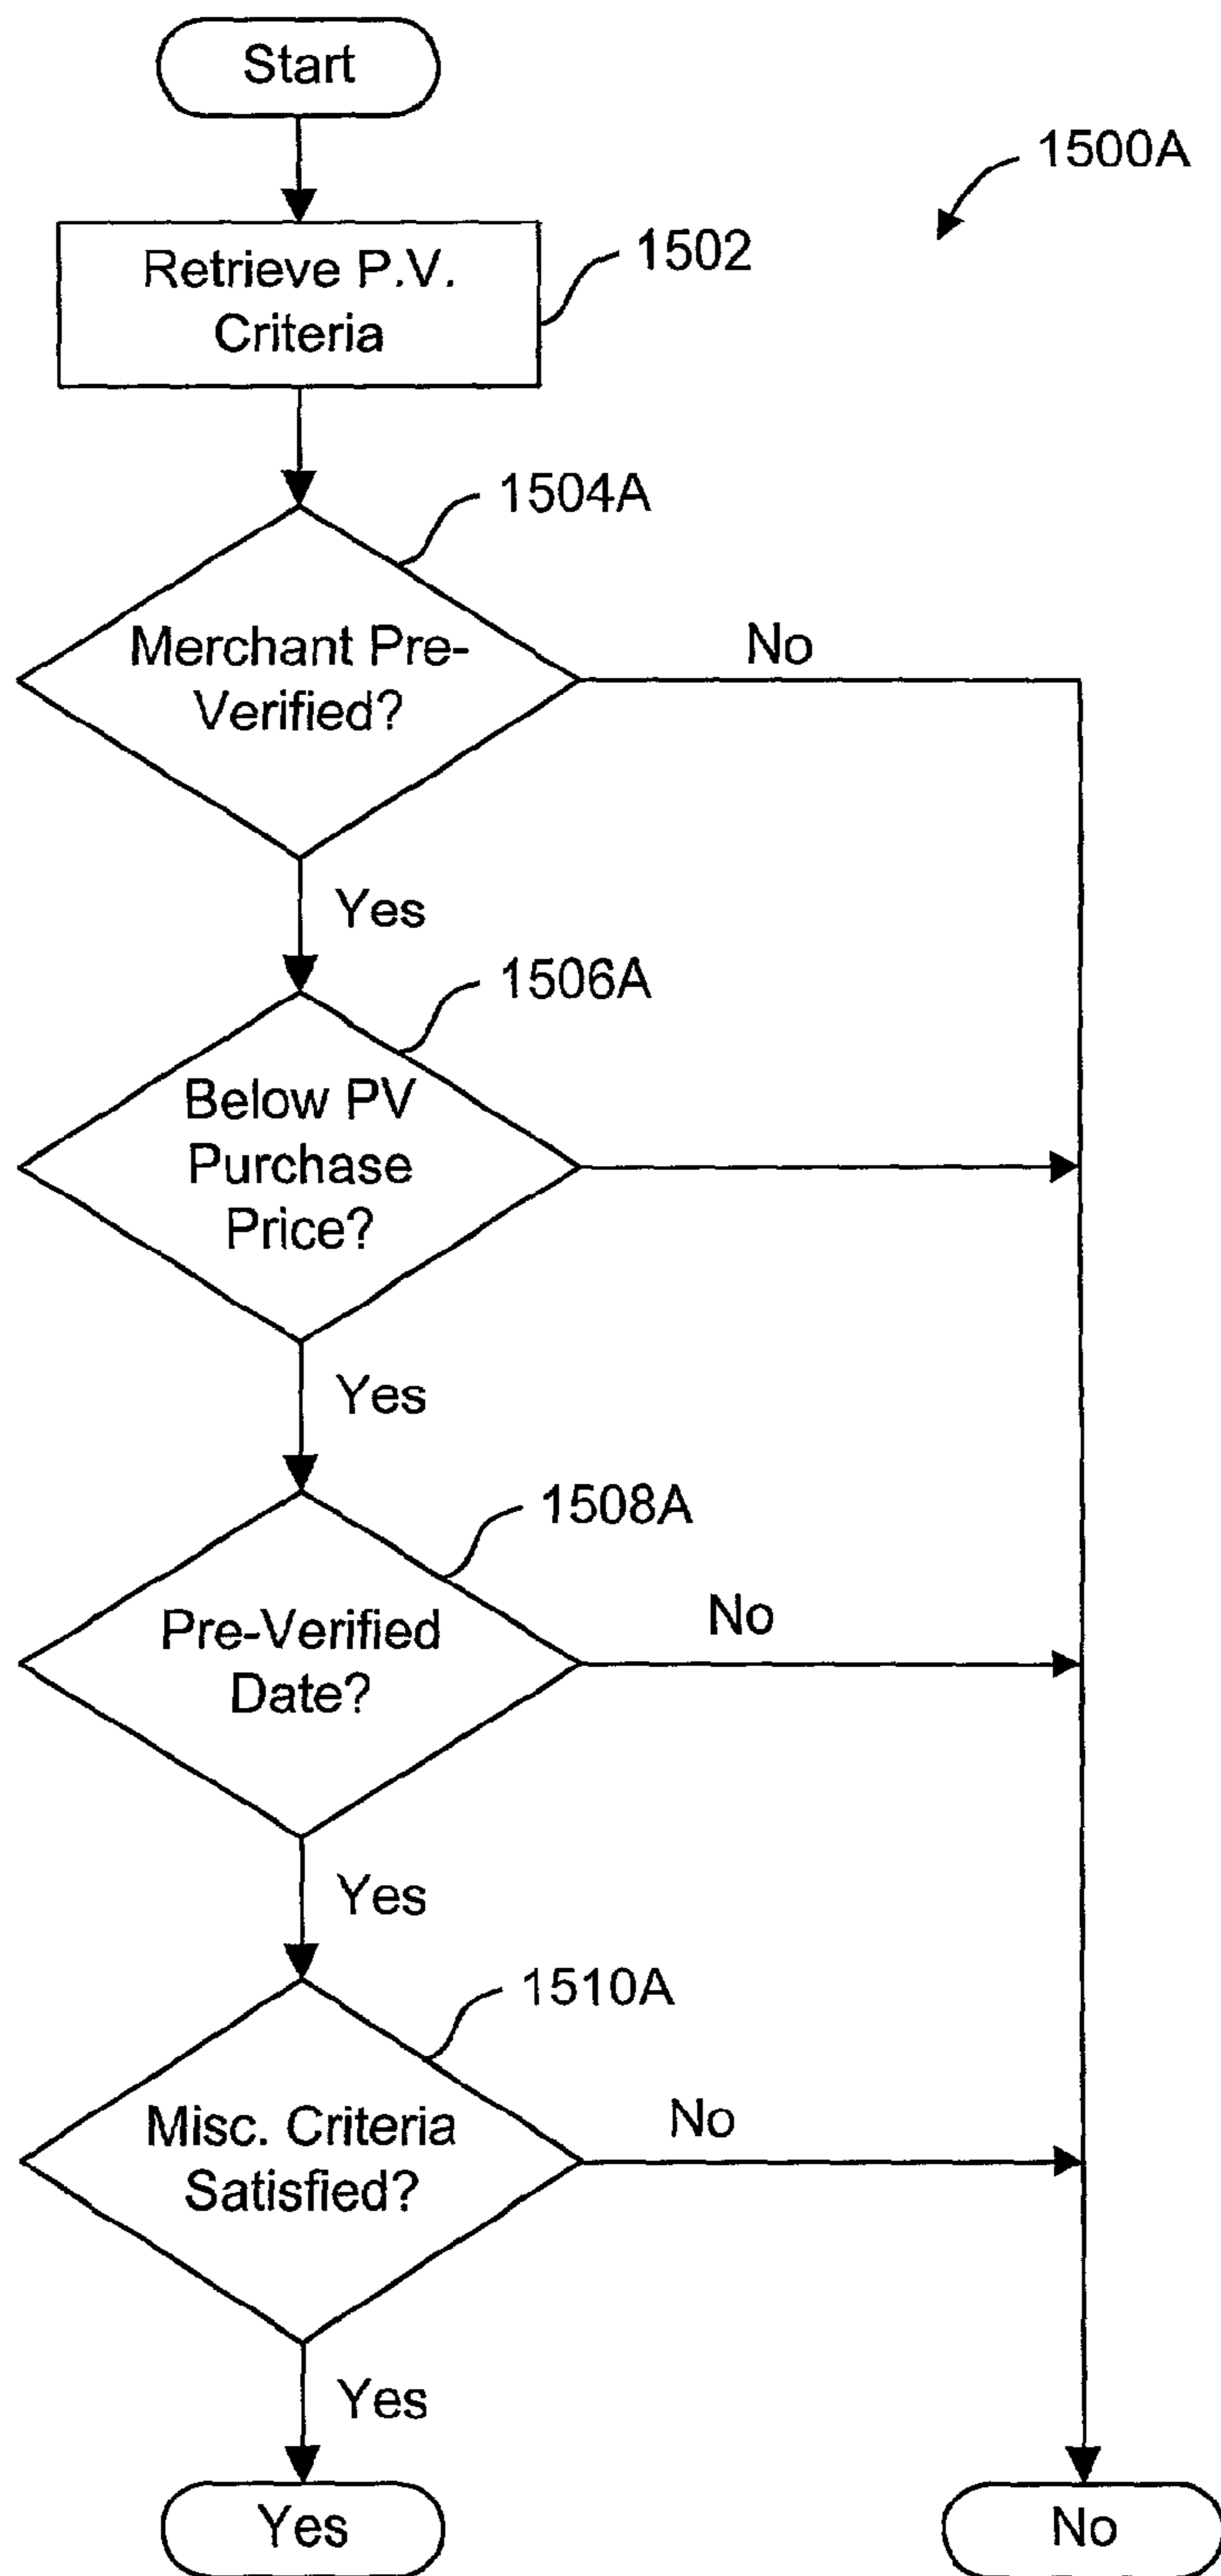 Start
1500A
Retrieve P.V.
Criteria
1502
1504A
Merchant Pre-
Verified?
No
Yes
1506A
Below PV
Purchase
Price?
Yes
1508A
Pre-Verified
Date?
No
Yes
1510A
Misc. Criteria
Satisfied?
No
Yes
Yes
No